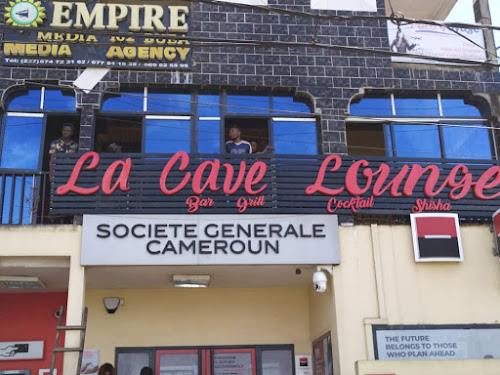 EMPIRE
MEDIA AGENCY
La Cave Lounge
Bar Grill Cocktail Shisha
SOCIETE GENERALE
CAMEROUN
THE FUTURE
BELONGS TO THOSE
WHO PLAN AHEAD